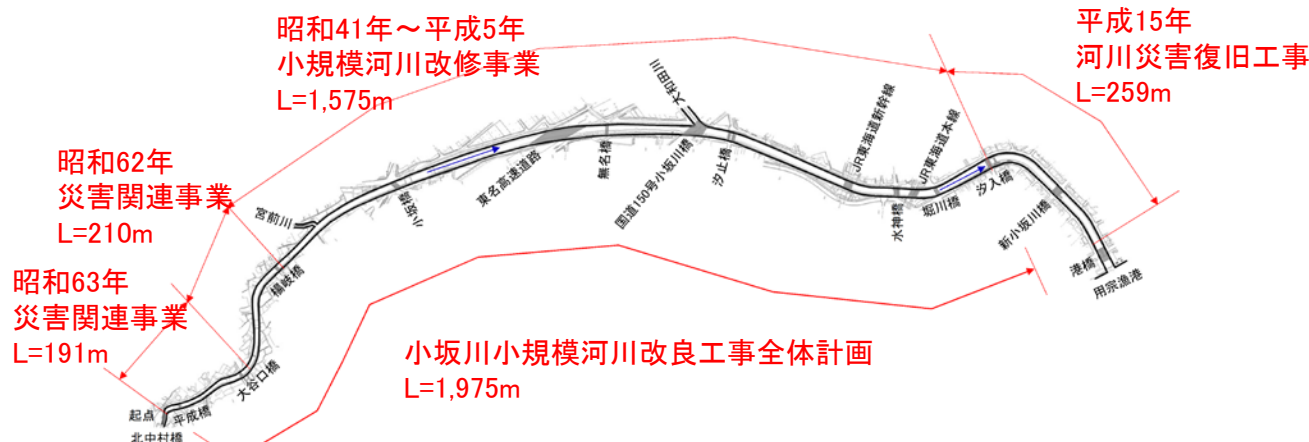 昭和41年～平成5年
小規模河川改修事業
L=1,575m
平成15年
河川災害復旧工事
L=259m
昭和62年
災害関連事業
L=210m
昭和63年
災害関連事業
L=191m
小坂川小規模河川改良工事全体計画
L=1,975m
起点
北中村橋
平成橋
大谷口橋
楊岐橋
宮前川
小坂橋
東名高速道路
無名橋
国道150号小坂川橋
大和田川
汐止橋
JR東海道新幹線
水神橋
JR東海道本線
堀川橋
汐入橋
新小坂川橋
港橋
用宗漁港